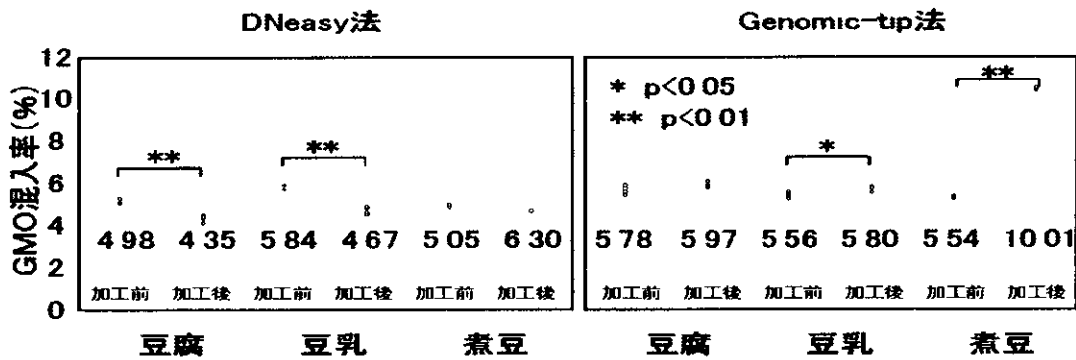 DNeasy法
Genomic-tip法
GMO混入率(%)
12
10
8
6
4
2
0
**
**
4 98
4 35
5 84
4 67
5 05
6 30
加工前
加工後
加工前
加工後
加工前
加工後
豆腐
豆乳
煮豆
* p<0 05
** p<0 01
*
**
5 78
5 97
5 56
5 80
5 54
10 01
加工前
加工後
加工前
加工後
加工前
加工後
豆腐
豆乳
煮豆